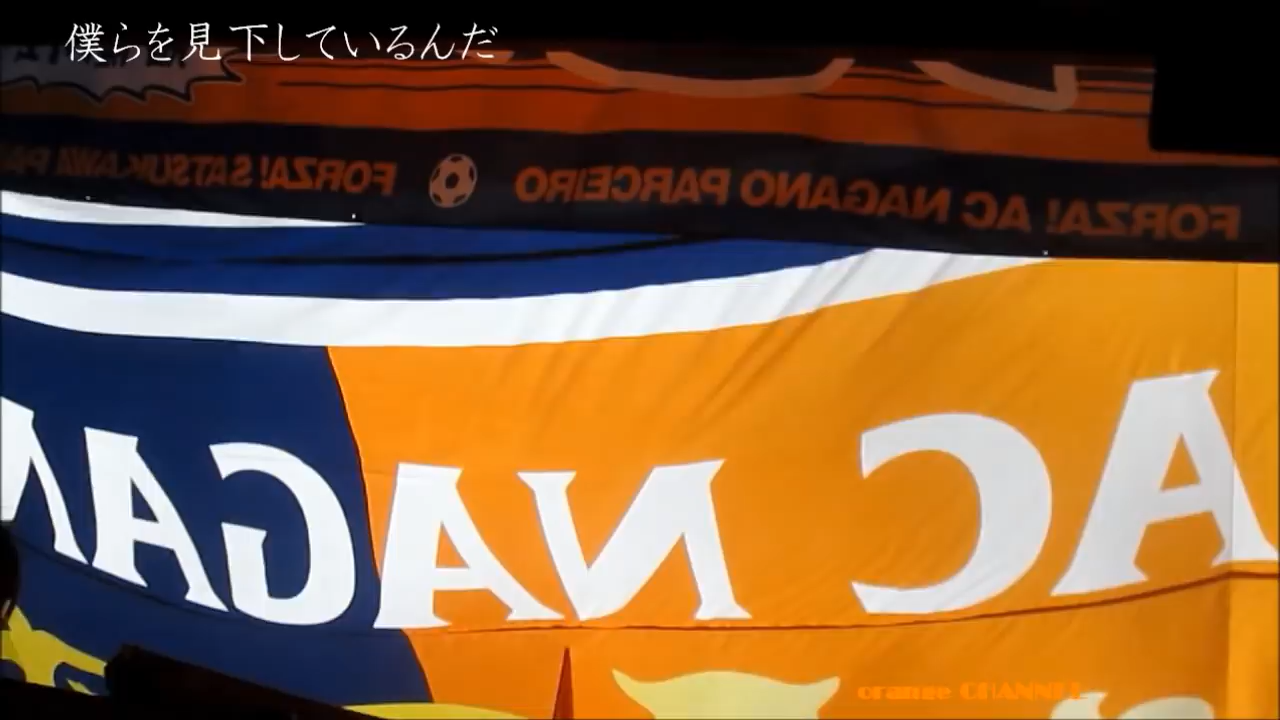 僕らを見下しているんだ
FORZA! AC NAGANO PARCEIRO
FORZA! SATSUKAWA
AC NAGAN
orange CHANNEL